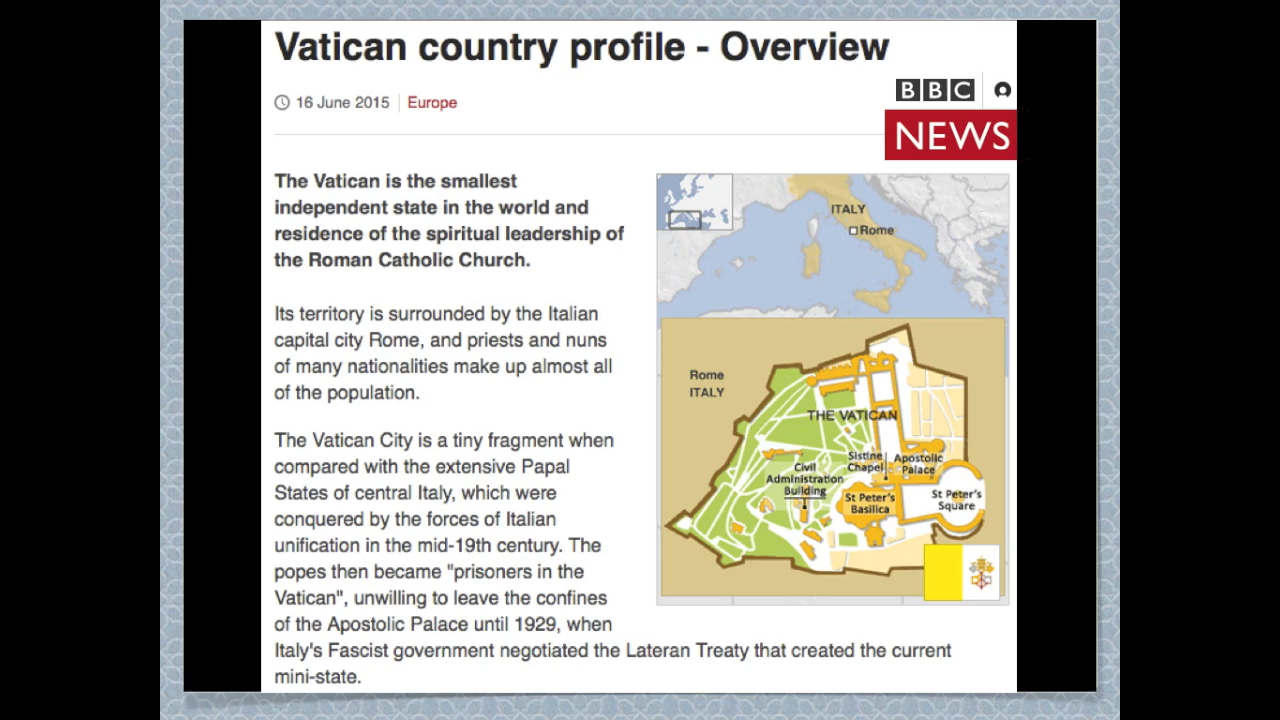 Vatican country profile - Overview
16 June 2015
Europe
BBC
NEWS
The Vatican is the smallest
independent state in the world and
residence of the spiritual leadership of
the Roman Catholic Church.
Its territory is surrounded by the Italian
capital city Rome, and priests and nuns
of many nationalities make up almost all
of the population.
The Vatican City is a tiny fragment when
compared with the extensive Papal
States of central Italy, which were
conquered by the forces of Italian
unification in the mid-19th century. The
popes then became "prisoners in the
Vatican", unwilling to leave the confines
of the Apostolic Palace until 1929, when
Italy's Fascist government negotiated the Lateran Treaty that created the current
mini-state.
ITALY
Rome
Rome
ITALY
THE VATICAN
Sistine
Chapel
Apostolic
Palace
Civil
Administration
Building
St Peter's
Basilica
St Peter's
Square